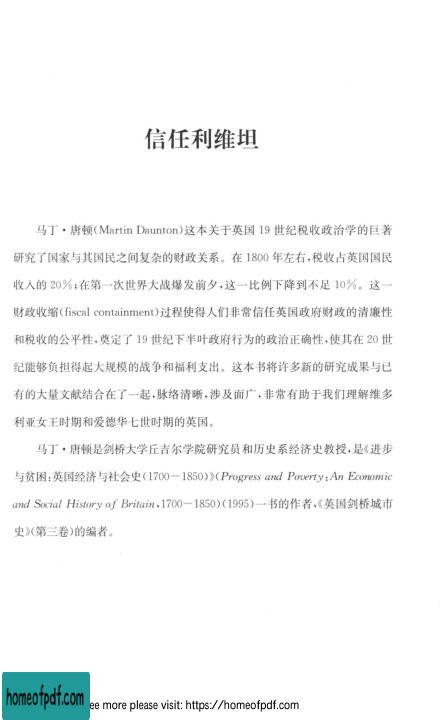 信任利维坦
马丁·唐顿(Martin Daunton)这本关于英国 19 世纪税收政治学的巨著
研究了国家与其国民之间复杂的财政关系。在 1800 年左右,税收占英国国民
收入的 20%;在第一次世界大战爆发前夕,这一比例下降到不足 10%。这一
财政收缩(fiscal containment)过程使得人们非常信任英国政府财政的清廉性
和税收的公平性,奠定了 19 世纪下半叶政府行为的政治正确性,使其在 20 世
纪能够负担得起大规模的战争和福利支出。这本书将许多新的研究成果与已
有的大量文献结合在了一起,脉络清晰,涉及面广,非常有助于我们理解维多
利亚女王时期和爱德华七世时期的英国。
马丁·唐顿是剑桥大学丘吉尔学院研究员和历史系经济史教授,是《进步
与贫困:英国经济与社会史(1700—1850)》(Progress and Poverty: An Economic
and Social History of Britain,1700—1850)(1995)一书的作者,《英国剑桥城市
史》(第三卷)的编者。
homeofpdf.com
ee more please visit: https://homeofpdf.com